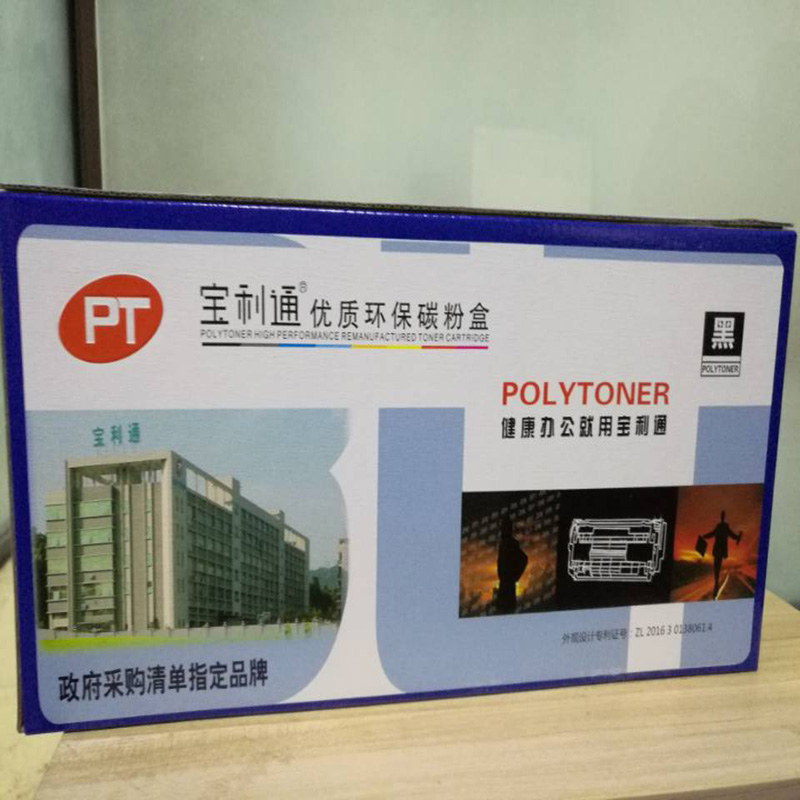 PT
宝利通® 优质环保碳粉盒
POLYTONER HIGH PERFORMANCE REMANUFACTURED TONER CARTRIDGE
黑
POLYTONER
POLYTONER
健康办公就用宝利通
宝利通
外观设计专利证号：ZL 2016 3 0138061.4
政府采购清单指定品牌